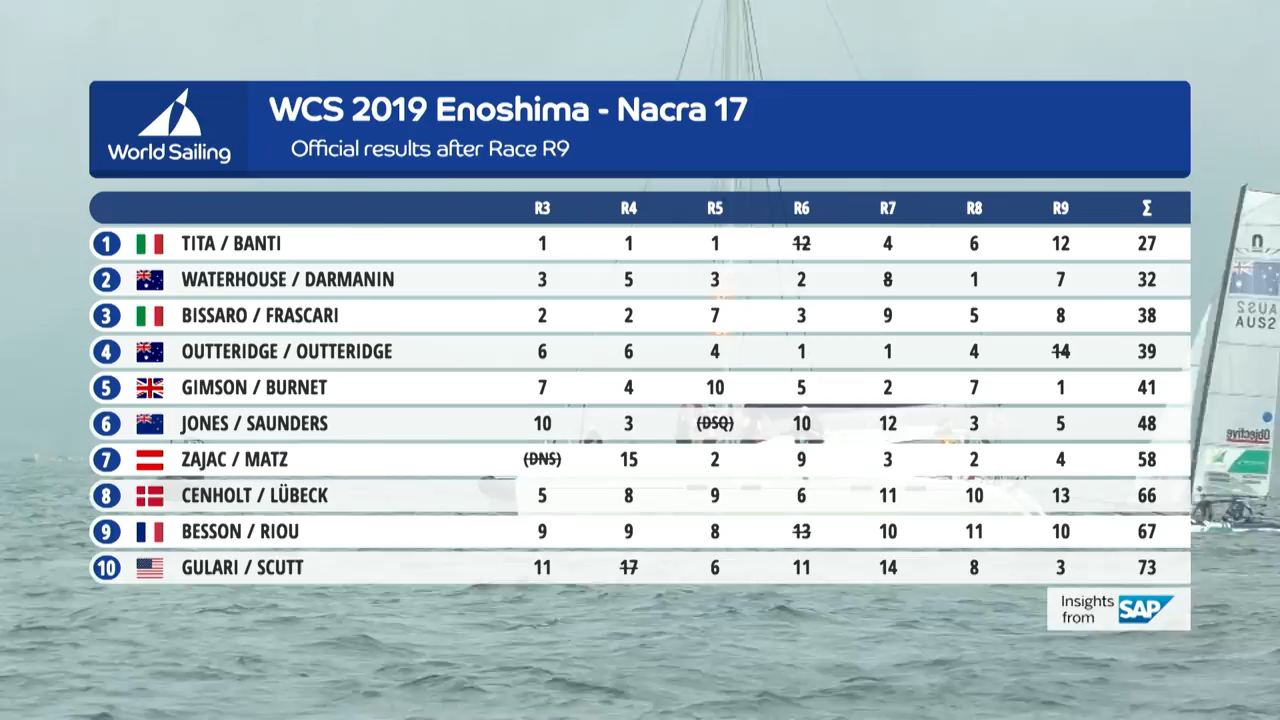 World Sailing
WCS 2019 Enoshima - Nacra 17
Official results after Race R9
R3 R4 R5 R6 R7 R8 R9 Σ
1 TITA / BANTI 1 1 1 12 4 6 12 27
2 WATERHOUSE / DARMANIN 3 5 3 2 8 1 7 32
3 BISSARO / FRASCARI 2 2 7 3 9 5 8 38
4 OUTTERIDGE / OUTTERIDGE 6 6 4 1 1 4 14 39
5 GIMSON / BURNET 7 4 10 5 2 7 1 41
6 JONES / SAUNDERS 10 3 (DSQ) 10 12 3 5 48
7 ZAJAC / MATZ (DNS) 15 2 9 3 2 4 58
8 CENHOLT / LÜBECK 5 8 9 6 11 10 13 66
9 BESSON / RIOU 9 9 8 13 10 11 10 67
10 GULARI / SCUTT 11 17 6 11 14 8 3 73
Insights
from SAP
AUS2
AUS2
Objective